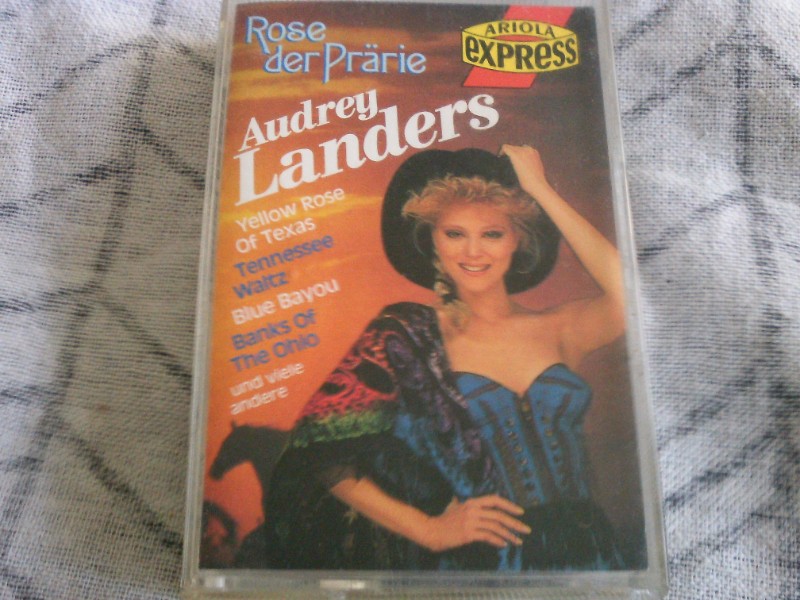 Rose
der Prärie
ARIOLA
EXPRESS
Audrey
Landers
Yellow Rose
Of Texas
Tennessee
Waltz
Blue Bayou
Banks Of
The Ohio
und viele
andere